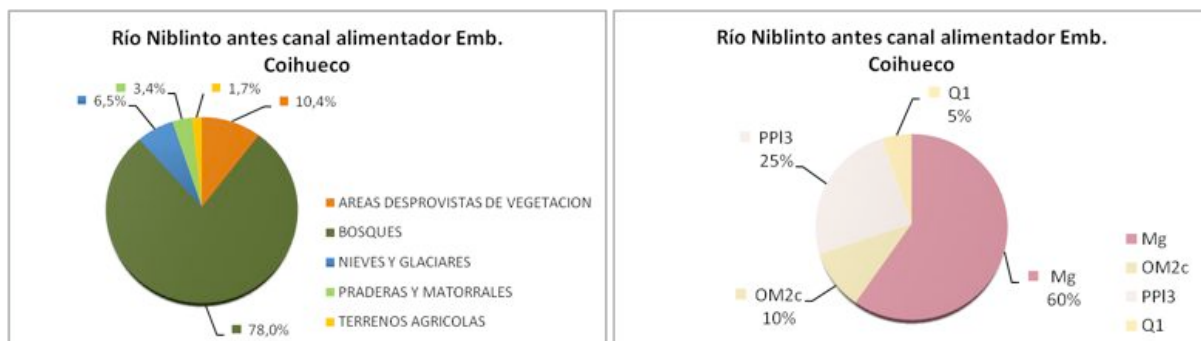 Río Niblinto antes canal alimentador Emb.
Coihueco
3,4%
1,7%
6,5%
10,4%
AREAS DESPROVISTAS DE VEGETACION
BOSQUES
NIEVES Y GLACIARES
PRADERAS Y MATORRALES
TERRENOS AGRICOLAS
78,0%
Río Niblinto antes canal alimentador Emb.
Coihueco
Q1
5%
PPl3
25%
Mg
OM2c
PPl3
Q1
OM2c
10%
Mg
60%